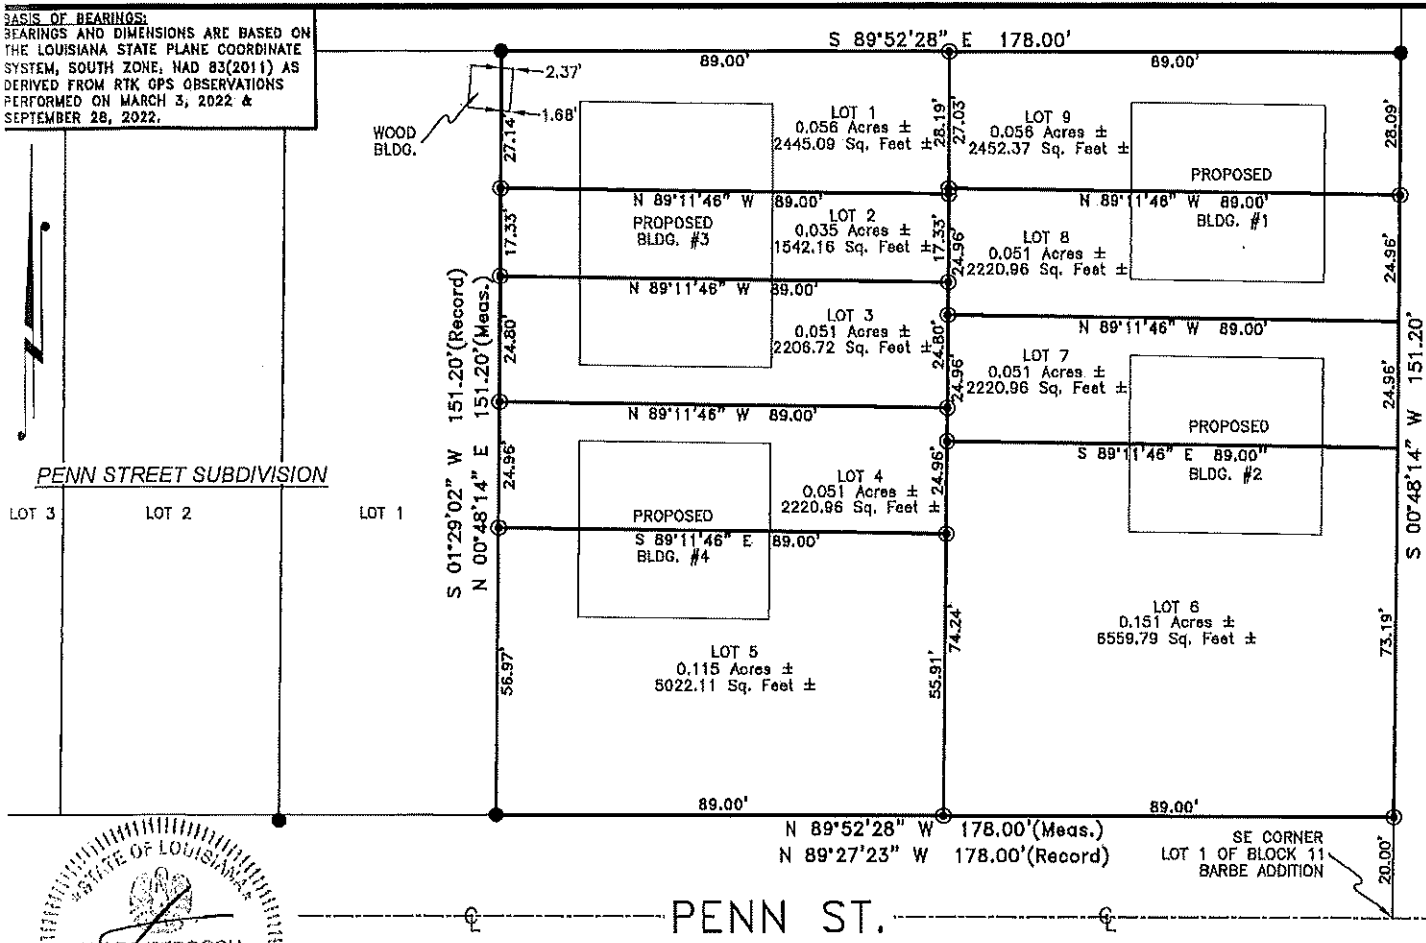 BASIS OF BEARINGS:
BEARINGS AND DIMENSIONS ARE BASED ON
THE LOUISIANA STATE PLANE COORDINATE
SYSTEM, SOUTH ZONE; NAD 83(2011) AS
DERIVED FROM RTK GPS OBSERVATIONS
PERFORMED ON MARCH 3, 2022 &
SEPTEMBER 28, 2022.
S 89°52'28" E 178.00'
89.00'
89.00'
2.37'
1.68'
WOOD
BLDG.
27.14'
LOT 1
0.056 Acres ±
2445.09 Sq. Feet ±
28.19'
27.03'
LOT 9
0.056 Acres ±
2452.37 Sq. Feet ±
28.09'
PROPOSED
N 89°11'46" W 89.00'
BLDG. #1
N 89°11'46" W 89.00'
PROPOSED
BLDG. #3
17.33'
LOT 2
0.035 Acres ±
1542.16 Sq. Feet ±
17.33'
24.96'
LOT 8
0.051 Acres ±
2220.96 Sq. Feet ±
24.96'
N 89°11'46" W 89.00'
N 89°11'46" W 89.00'
24.80'
LOT 3
0.051 Acres ±
2206.72 Sq. Feet ±
24.80'
24.96'
LOT 7
0.051 Acres ±
2220.96 Sq. Feet ±
24.96'
N 89°11'46" W 89.00'
PROPOSED
S 89°11'46" E 89.00"
BLDG. #2
S 01°29'02" W 151.20'(Record)
N 00°48'14" E 151.20'(Meas.)
S 00°48'14" W 151.20'
24.96'
LOT 4
0.051 Acres ±
2220.96 Sq. Feet ±
24.96'
PROPOSED
S 89°11'46" E 89.00'
BLDG. #4
PENN STREET SUBDIVISION
LOT 3
LOT 2
LOT 1
56.97'
LOT 5
0.115 Acres ±
5022.11 Sq. Feet ±
55.91'
74.24'
LOT 6
0.151 Acres ±
6559.79 Sq. Feet ±
73.19'
89.00'
89.00'
N 89°52'28" W 178.00'(Meas.)
N 89°27'23" W 178.00'(Record)
SE CORNER
LOT 1 OF BLOCK 11
BARBE ADDITION
20.00'
STATE OF LOUISIANA
℄
PENN ST.
℄